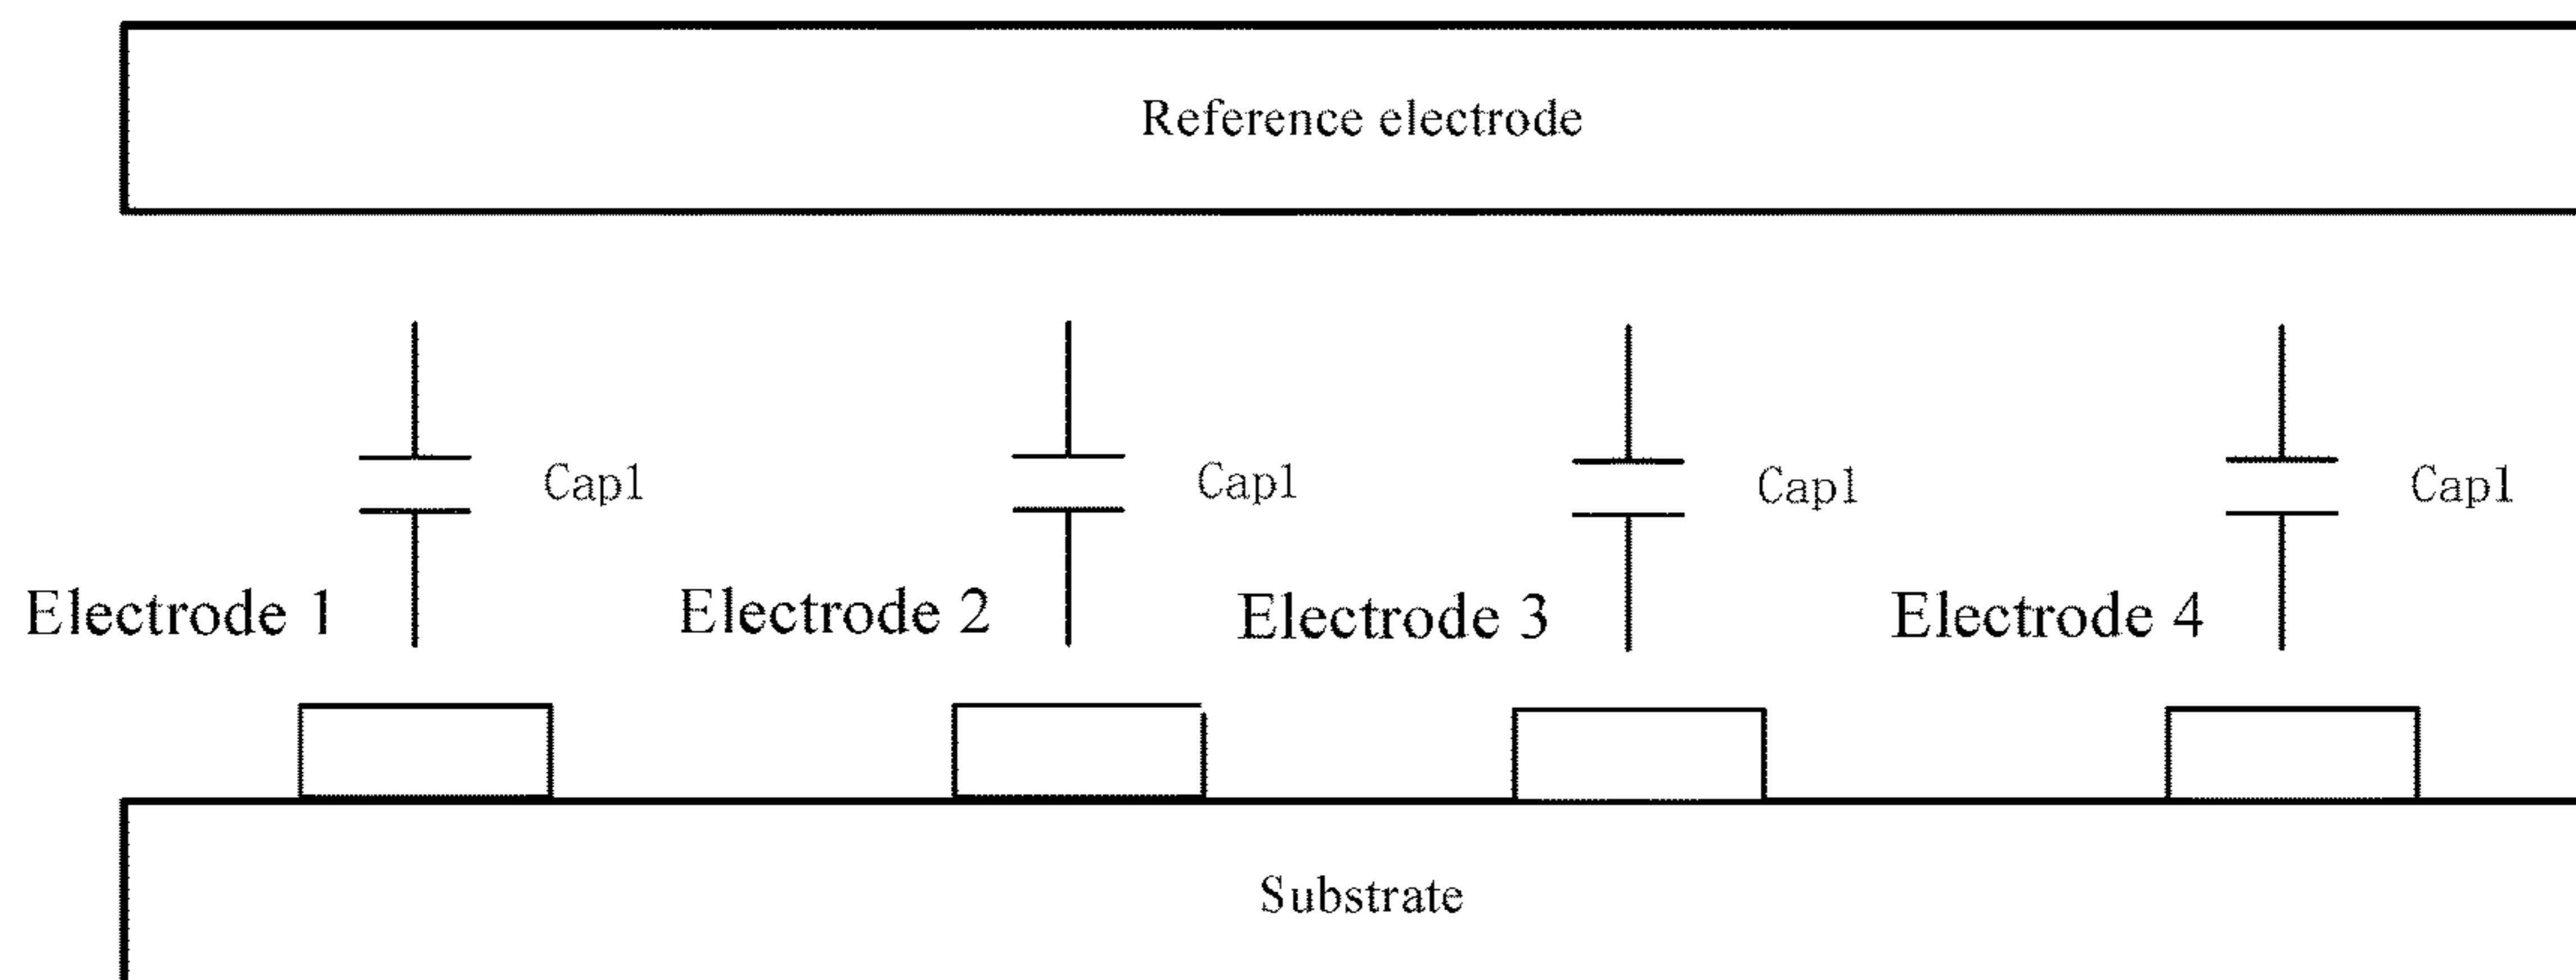 Reference electrode
Cap1
Cap1
Cap1
Cap1
Electrode 1
Electrode 2
Electrode 3
Electrode 4
Substrate